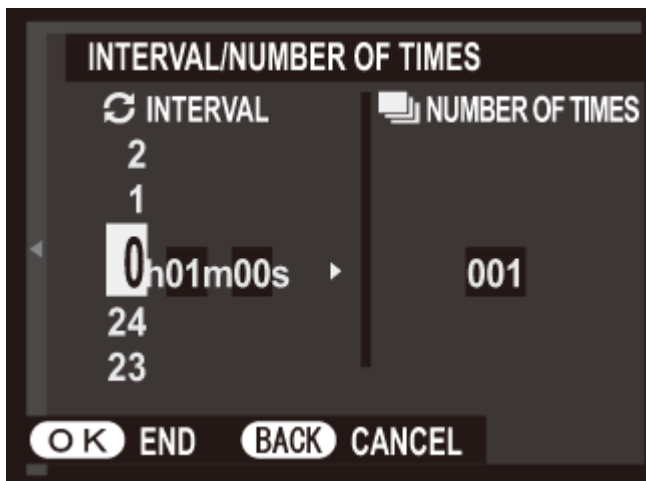 INTERVAL/NUMBER OF TIMES
INTERVAL
NUMBER OF TIMES
2
1
0h01m00s
001
24
23
OK END BACK CANCEL